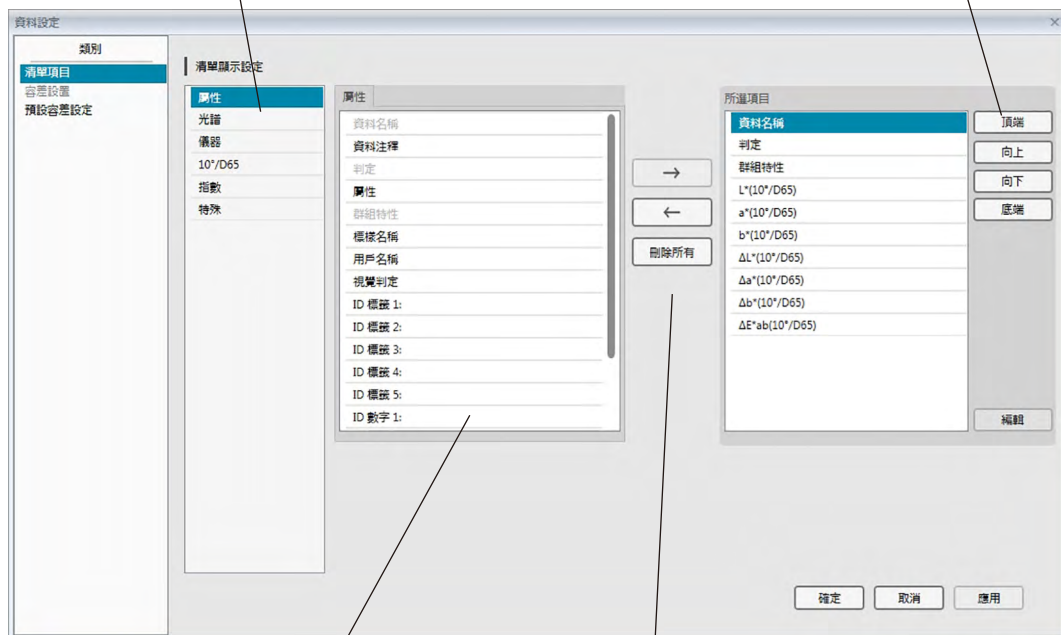 資料設定
類別
清單項目
容差設置
預設容差設定
清單顯示設定
屬性
光譜
儀器
10°/D65
指數
特殊
屬性
資料名稱
資料注釋
判定
屬性
群組特性
標樣名稱
用戶名稱
視覺判定
ID 標籤 1:
ID 標籤 2:
ID 標籤 3:
ID 標籤 4:
ID 標籤 5:
ID 數字 1:
→
←
刪除所有
所選項目
資料名稱
判定
群組特性
L*(10°/D65)
a*(10°/D65)
b*(10°/D65)
ΔL*(10°/D65)
Δa*(10°/D65)
Δb*(10°/D65)
ΔE*ab(10°/D65)
頂端
向上
向下
底端
編輯
確定
取消
應用